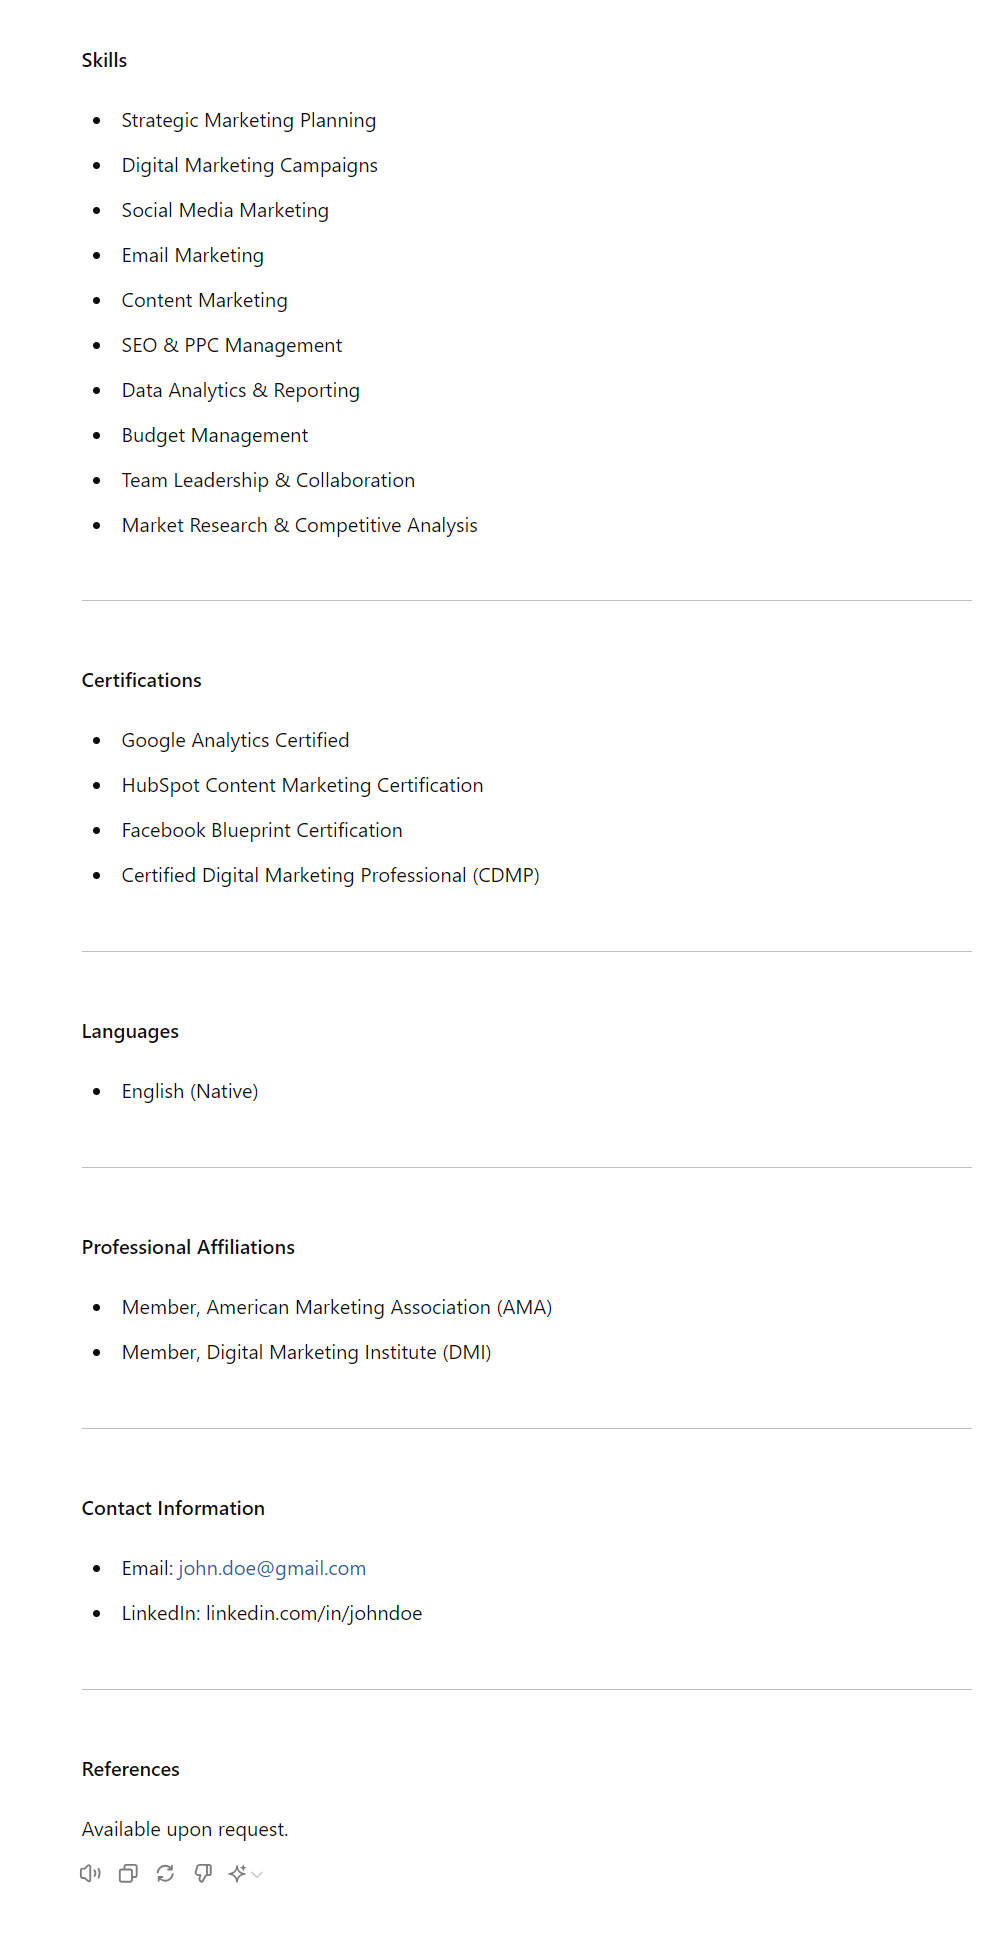 Skills
Strategic Marketing Planning
Digital Marketing Campaigns
Social Media Marketing
Email Marketing
Content Marketing
SEO & PPC Management
Data Analytics & Reporting
Budget Management
Team Leadership & Collaboration
Market Research & Competitive Analysis
Certifications
Google Analytics Certified
HubSpot Content Marketing Certification
Facebook Blueprint Certification
Certified Digital Marketing Professional (CDMP)
Languages
English (Native)
Professional Affiliations
Member, American Marketing Association (AMA)
Member, Digital Marketing Institute (DMI)
Contact Information
Email: john.doe@gmail.com
LinkedIn: linkedin.com/in/johndoe
References
Available upon request.